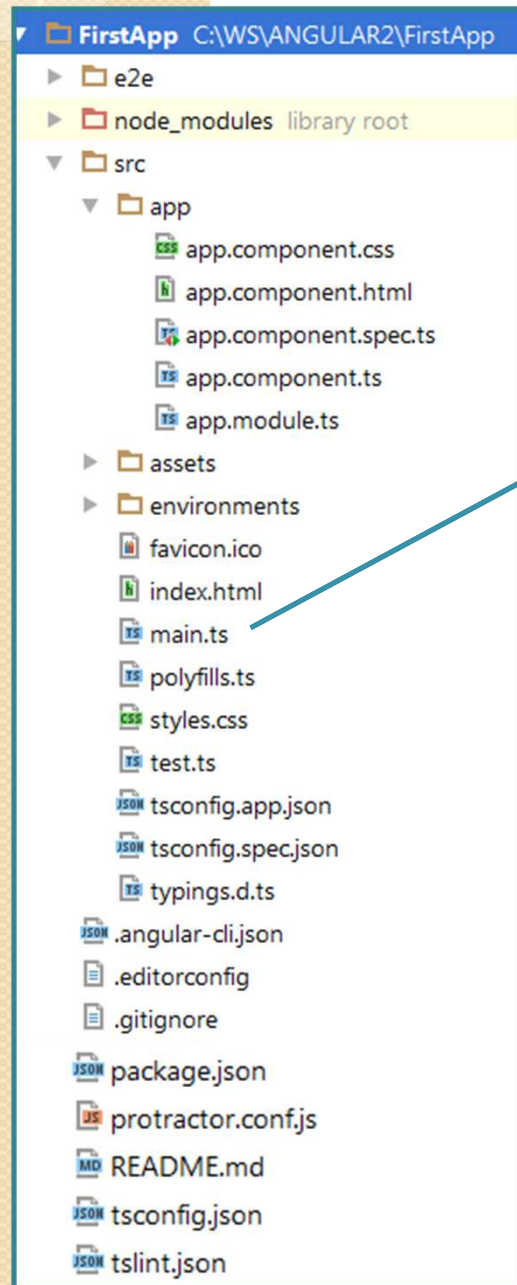 FirstApp C:\WS\ANGULAR2\FirstApp
e2e
node_modules library root
src
app
app.component.css
app.component.html
app.component.spec.ts
app.component.ts
app.module.ts
assets
environments
favicon.ico
index.html
main.ts
polyfills.ts
styles.css
test.ts
tsconfig.app.json
tsconfig.spec.json
typings.d.ts
.angular-cli.json
.editorconfig
.gitignore
package.json
protractor.conf.js
README.md
tsconfig.json
tslint.json